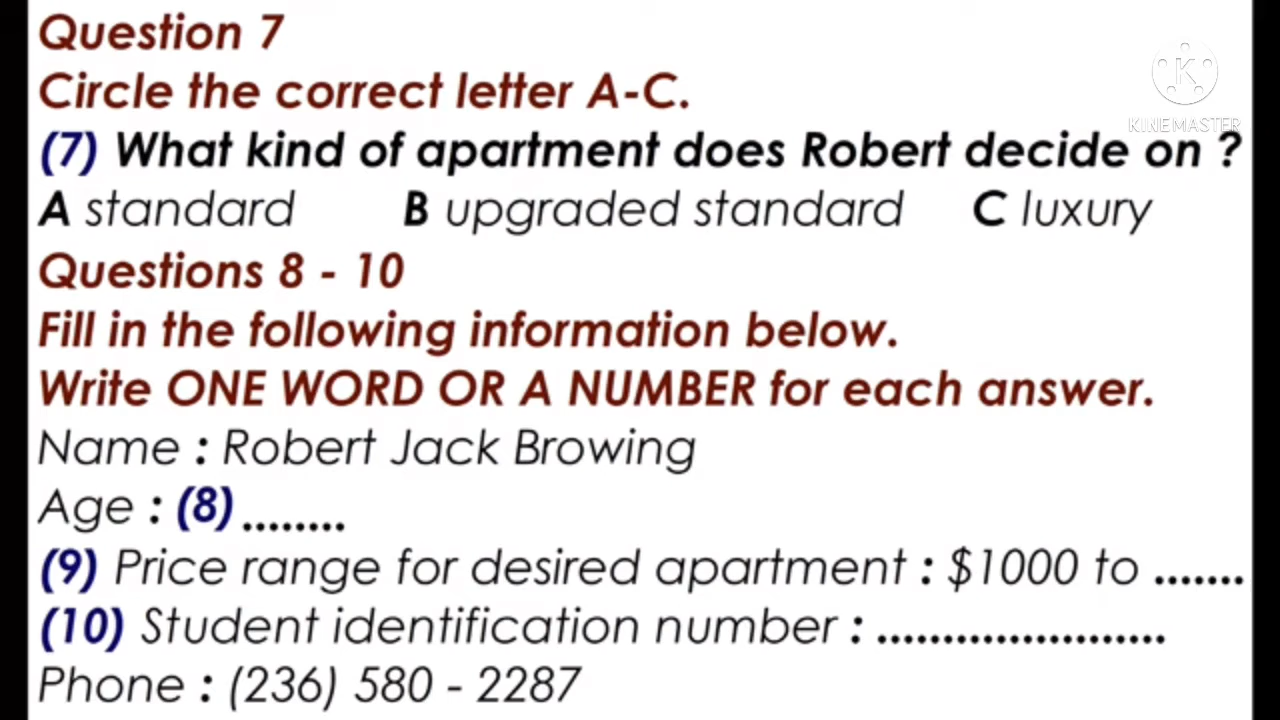 Question 7
Circle the correct letter A-C.
(7) What kind of apartment does Robert decide on ?
A standard B upgraded standard C luxury
Questions 8 - 10
Fill in the following information below.
Write ONE WORD OR A NUMBER for each answer.
Name : Robert Jack Browing
Age : (8) ........
(9) Price range for desired apartment : $1000 to .......
(10) Student identification number : ......................
Phone : (236) 580 - 2287
K
KINEMASTER